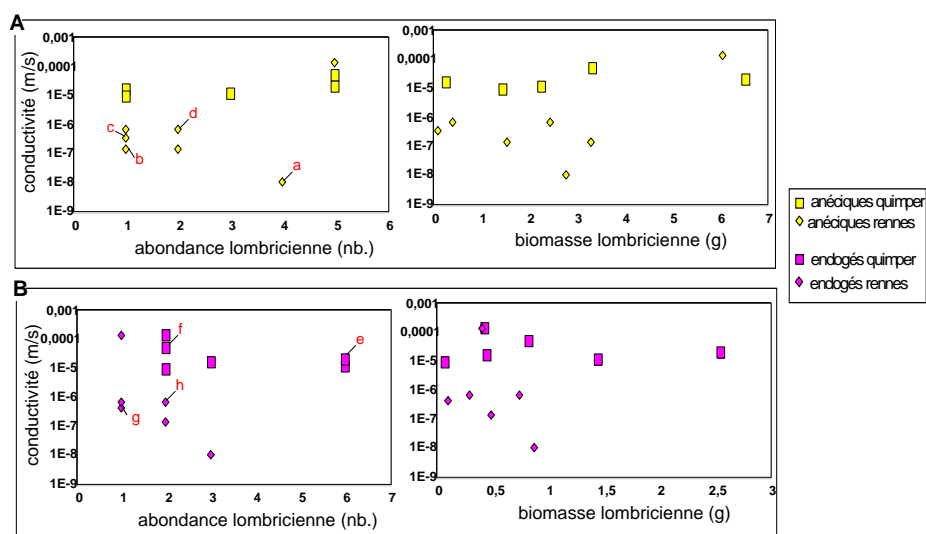 A
conductivité (m/s)
0,001
0,0001
1E-5
1E-6
1E-7
1E-8
1E-9
c
d
b
a
0 1 2 3 4 5 6
abondance lombricienne (nb.)
0,001
0,0001
1E-5
1E-6
1E-7
1E-8
1E-9
0 1 2 3 4 5 6 7
biomasse lombricienne (g)
anéciques quimper
anéciques rennes
endogés quimper
endogés rennes
B
conductivité (m/s)
0,001
0,0001
1E-5
1E-6
1E-7
1E-8
1E-9
f
e
h
g
0 1 2 3 4 5 6 7
abondance lombricienne (nb.)
0,001
0,0001
1E-5
1E-6
1E-7
1E-8
1E-9
0 0,5 1 1,5 2 2,5 3
biomasse lombricienne (g)